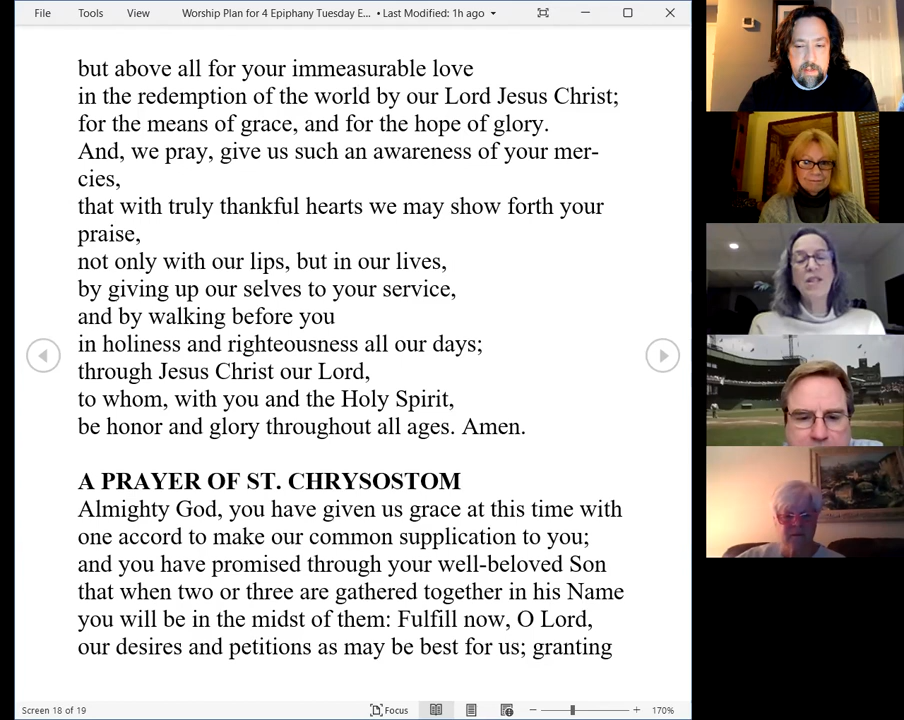 File Tools View Worship Plan for 4 Epiphany Tuesday E... • Last Modified: 1h ago
but above all for your immeasurable love
in the redemption of the world by our Lord Jesus Christ;
for the means of grace, and for the hope of glory.
And, we pray, give us such an awareness of your mer-
cies,
that with truly thankful hearts we may show forth your
praise,
not only with our lips, but in our lives,
by giving up our selves to your service,
and by walking before you
in holiness and righteousness all our days;
through Jesus Christ our Lord,
to whom, with you and the Holy Spirit,
be honor and glory throughout all ages. Amen.
A PRAYER OF ST. CHRYSOSTOM
Almighty God, you have given us grace at this time with
one accord to make our common supplication to you;
and you have promised through your well-beloved Son
that when two or three are gathered together in his Name
you will be in the midst of them: Fulfill now, O Lord,
our desires and petitions as may be best for us; granting
Screen 18 of 19 Focus 170%